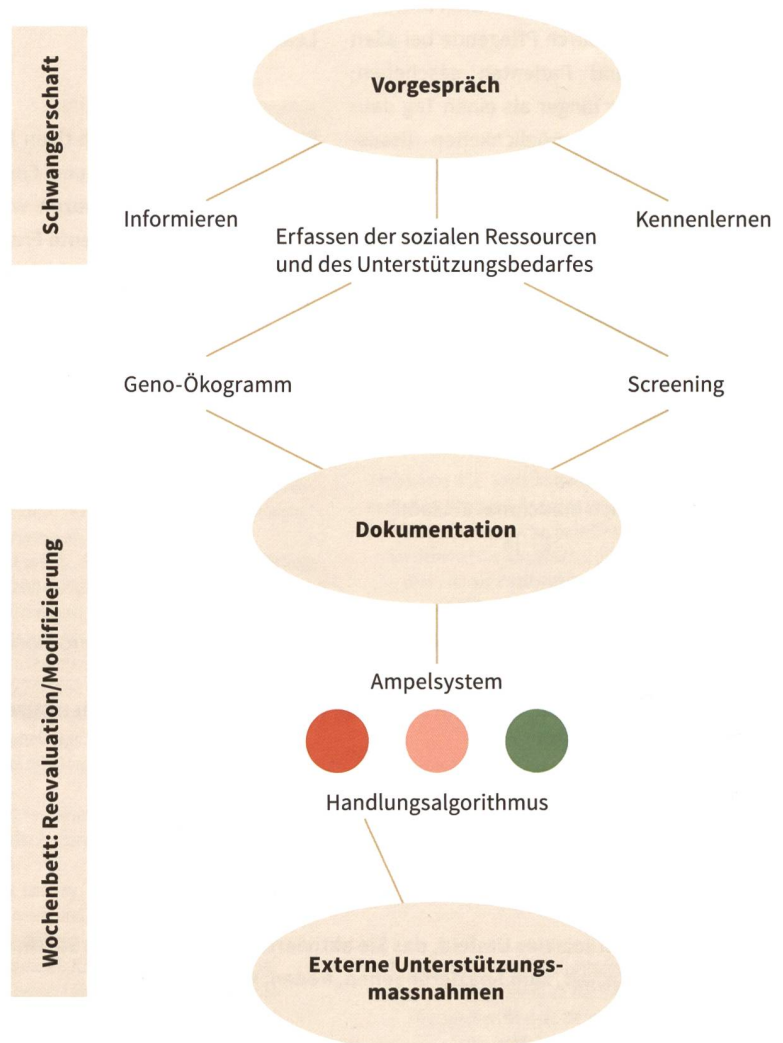 Schwangerschaft
Vorgespräch
Informieren
Erfassen der sozialen Ressourcen
und des Unterstützungsbedarfes
Kennenlernen
Geno-Ökogramm
Screening
Wochenbett: Reevaluation/Modifizierung
Dokumentation
Ampelsystem
Handlungsalgorithmus
Externe Unterstützungs-
massnahmen